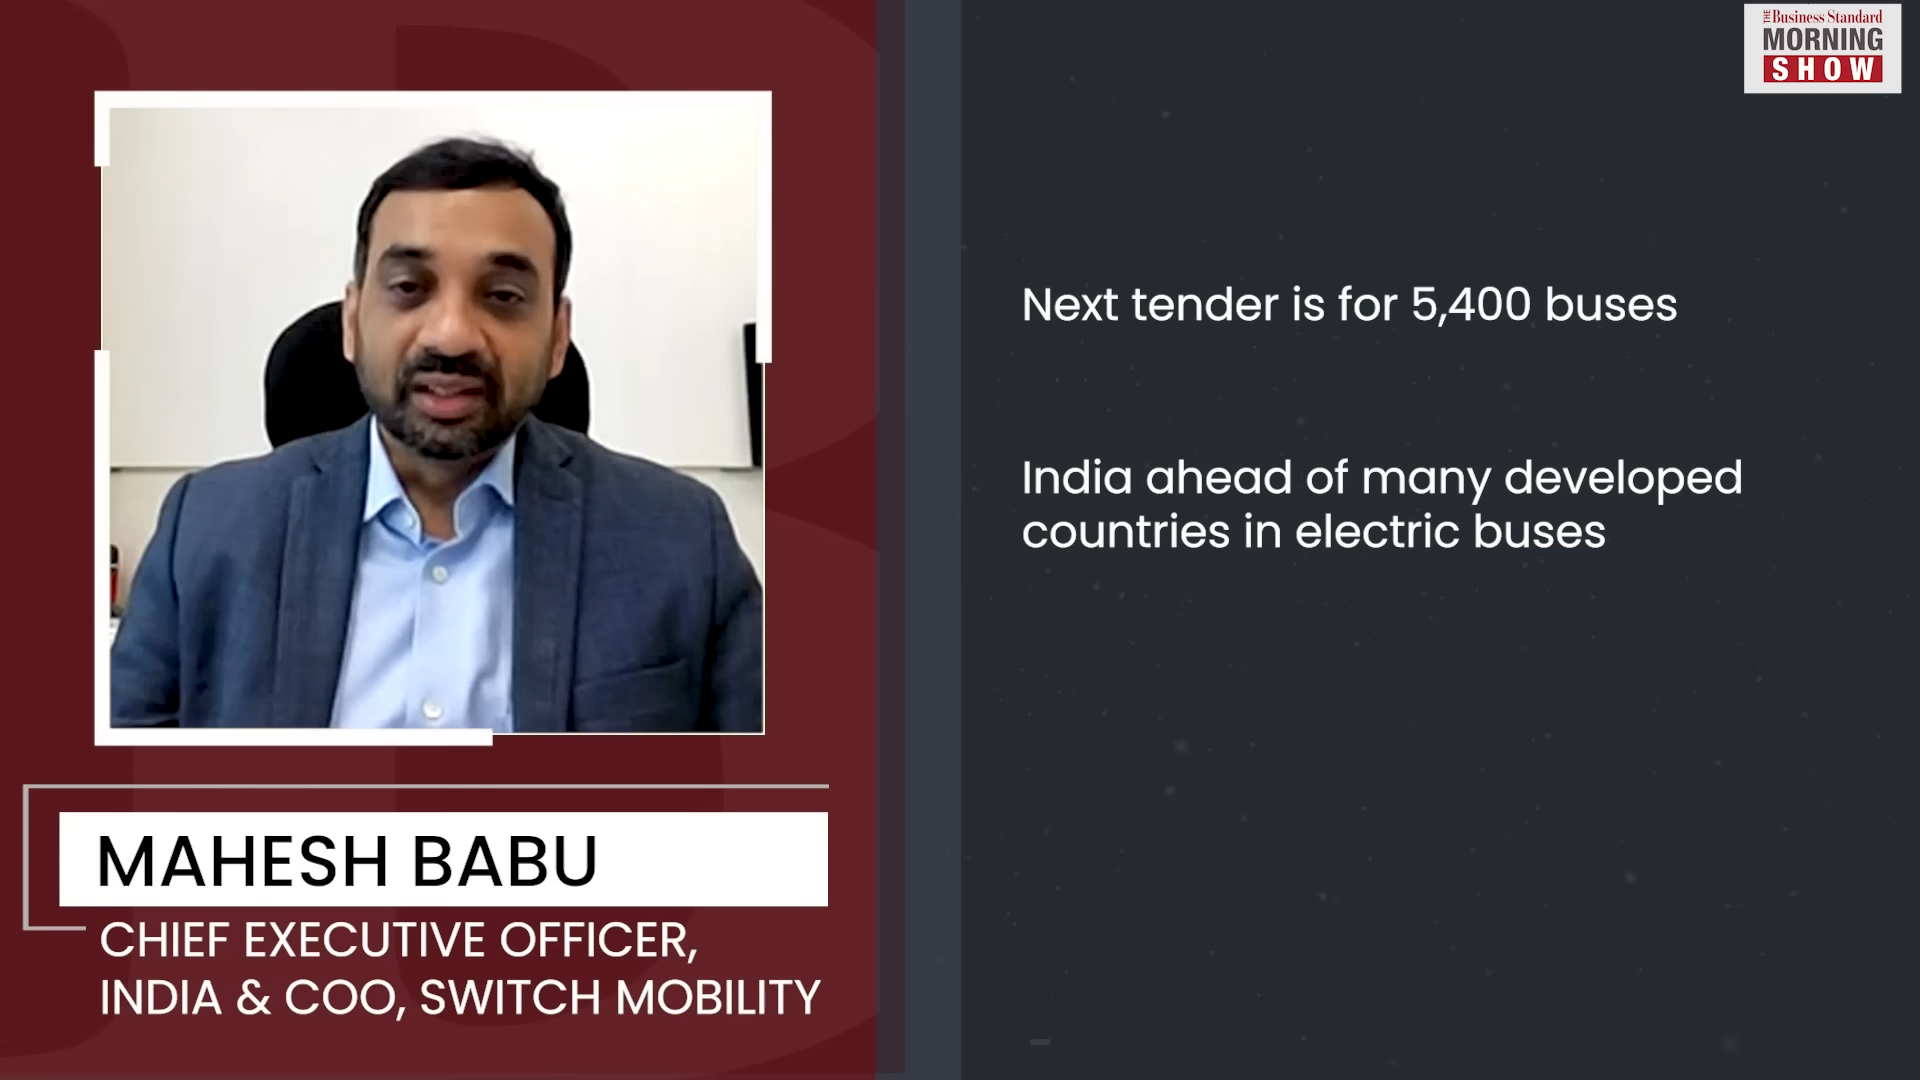 THE Business Standard
MORNING
SHOW
Next tender is for 5,400 buses
India ahead of many developed
countries in electric buses
MAHESH BABU
CHIEF EXECUTIVE OFFICER,
INDIA & COO, SWITCH MOBILITY